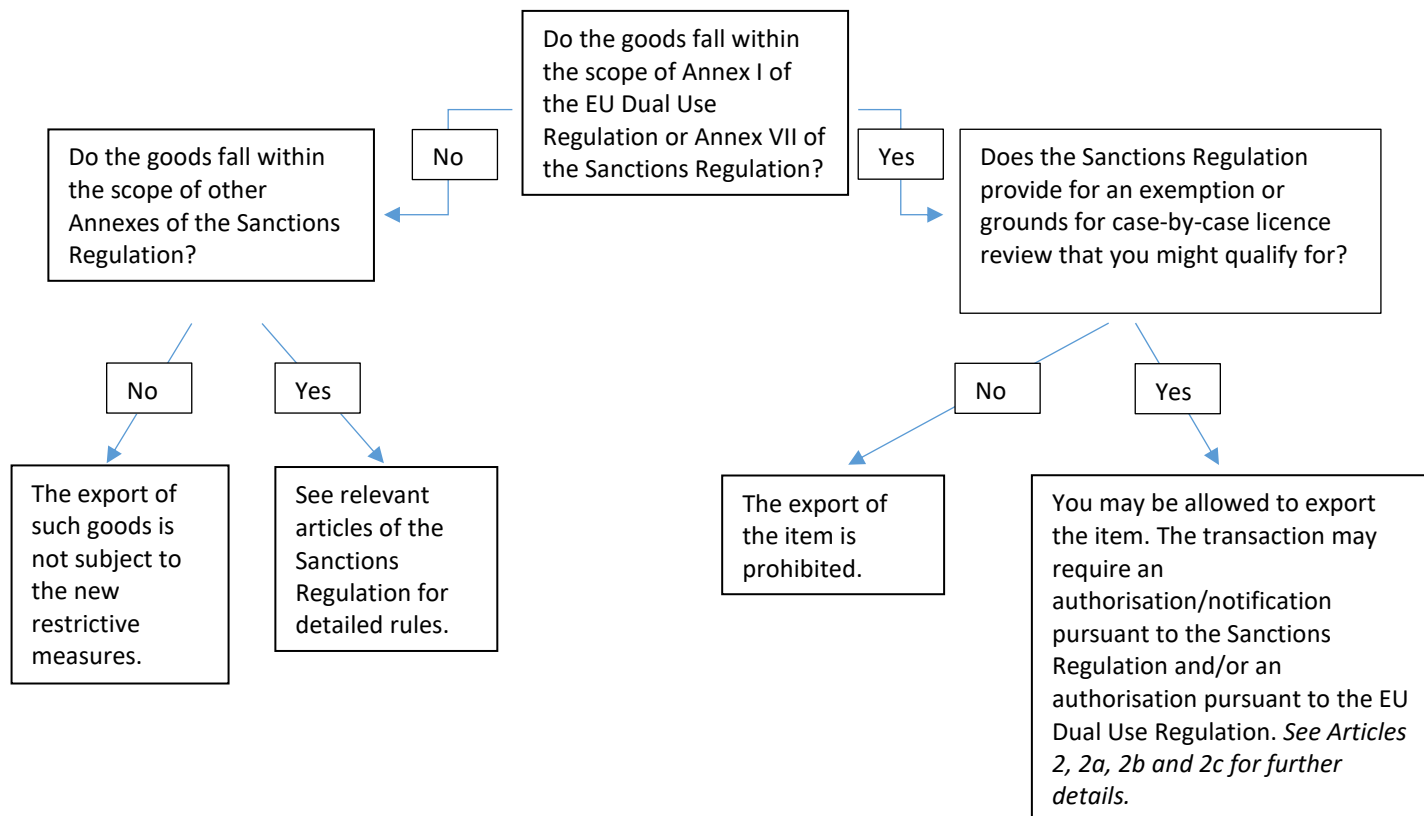 Do the goods fall within
the scope of Annex I of
the EU Dual Use
Regulation or Annex VII of
the Sanctions Regulation?
No
Yes
Do the goods fall within
the scope of other
Annexes of the Sanctions
Regulation?
Does the Sanctions Regulation
provide for an exemption or
grounds for case-by-case licence
review that you might qualify for?
No
Yes
No
Yes
The export of
such goods is
not subject to
the new
restrictive
measures.
See relevant
articles of the
Sanctions
Regulation for
detailed rules.
The export of
the item is
prohibited.
You may be allowed to export
the item. The transaction may
require an
authorisation/notification
pursuant to the Sanctions
Regulation and/or an
authorisation pursuant to the EU
Dual Use Regulation. See Articles
2, 2a, 2b and 2c for further
details.